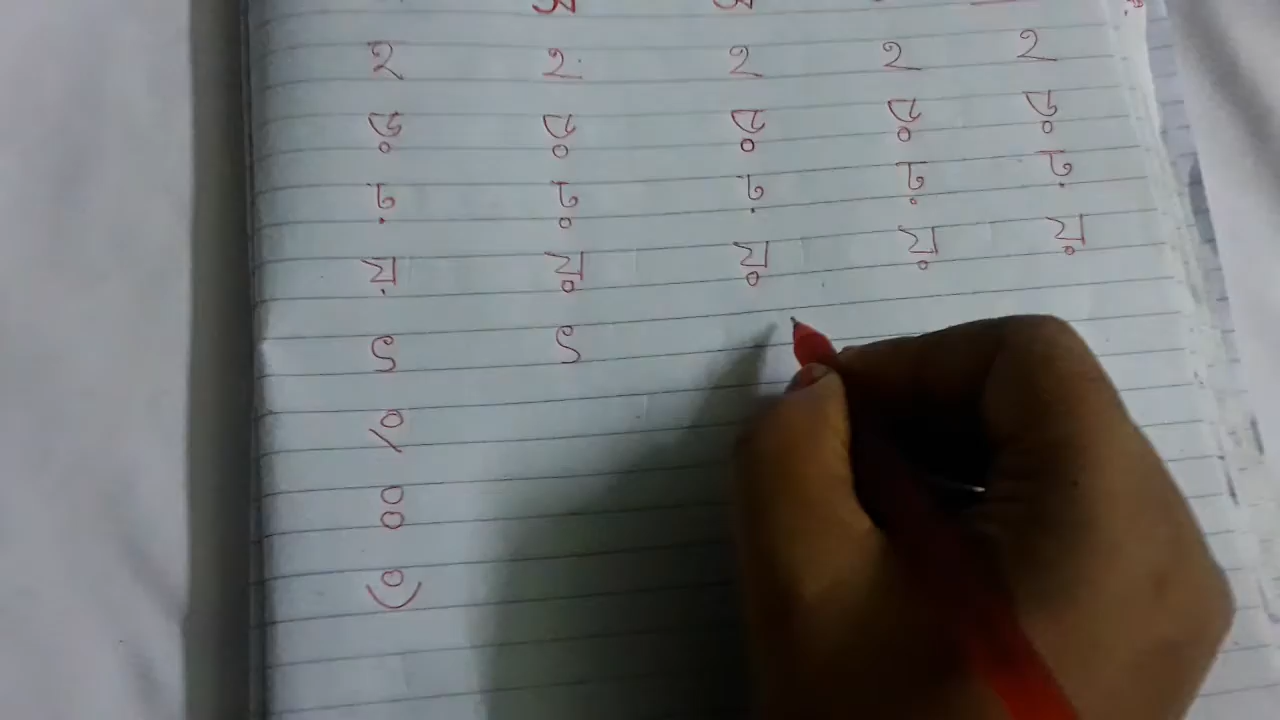 হ হ হ হ হ
ড় ড় ড় ড় ড়
ঢ় ঢ় ঢ় ঢ় ঢ়
য় য় য় য় য়
ৎ ৎ
ং
ঃ
ঁ